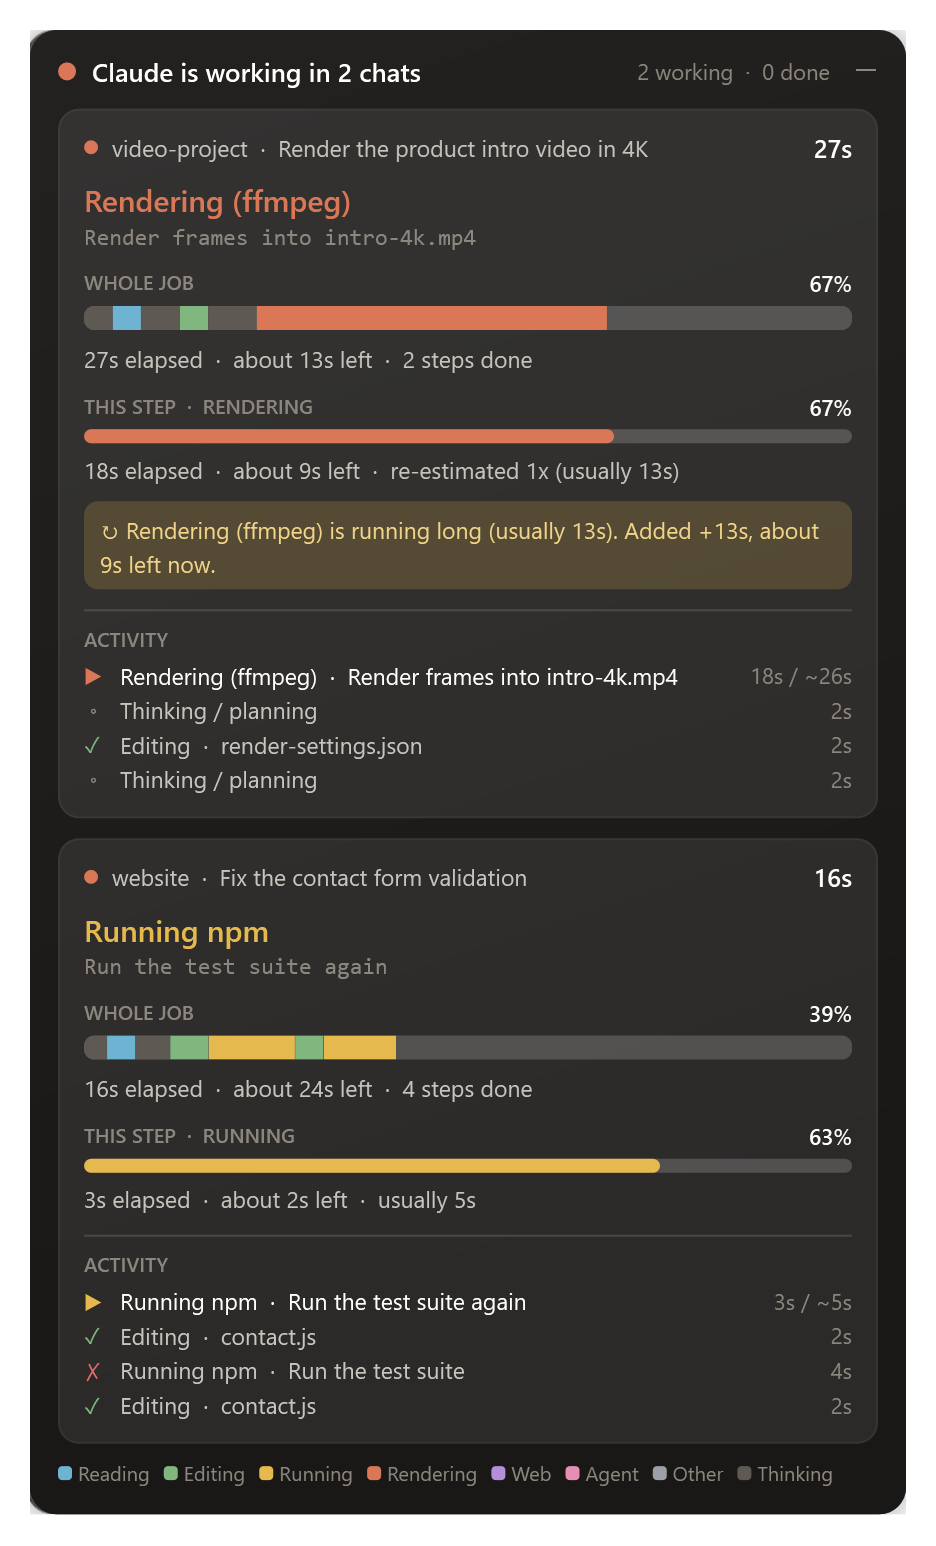 Claude is working in 2 chats 2 working · 0 done —
video-project · Render the product intro video in 4K 27s
Rendering (ffmpeg)
Render frames into intro-4k.mp4
WHOLE JOB 67%
27s elapsed · about 13s left · 2 steps done
THIS STEP · RENDERING 67%
18s elapsed · about 9s left · re-estimated 1x (usually 13s)
↻ Rendering (ffmpeg) is running long (usually 13s). Added +13s, about
9s left now.
ACTIVITY
▶ Rendering (ffmpeg) · Render frames into intro-4k.mp4 18s / ~26s
◦ Thinking / planning 2s
✓ Editing · render-settings.json 2s
◦ Thinking / planning 2s
website · Fix the contact form validation 16s
Running npm
Run the test suite again
WHOLE JOB 39%
16s elapsed · about 24s left · 4 steps done
THIS STEP · RUNNING 63%
3s elapsed · about 2s left · usually 5s
ACTIVITY
▶ Running npm · Run the test suite again 3s / ~5s
✓ Editing · contact.js 2s
✗ Running npm · Run the test suite 4s
✓ Editing · contact.js 2s
Reading Editing Running Rendering Web Agent Other Thinking